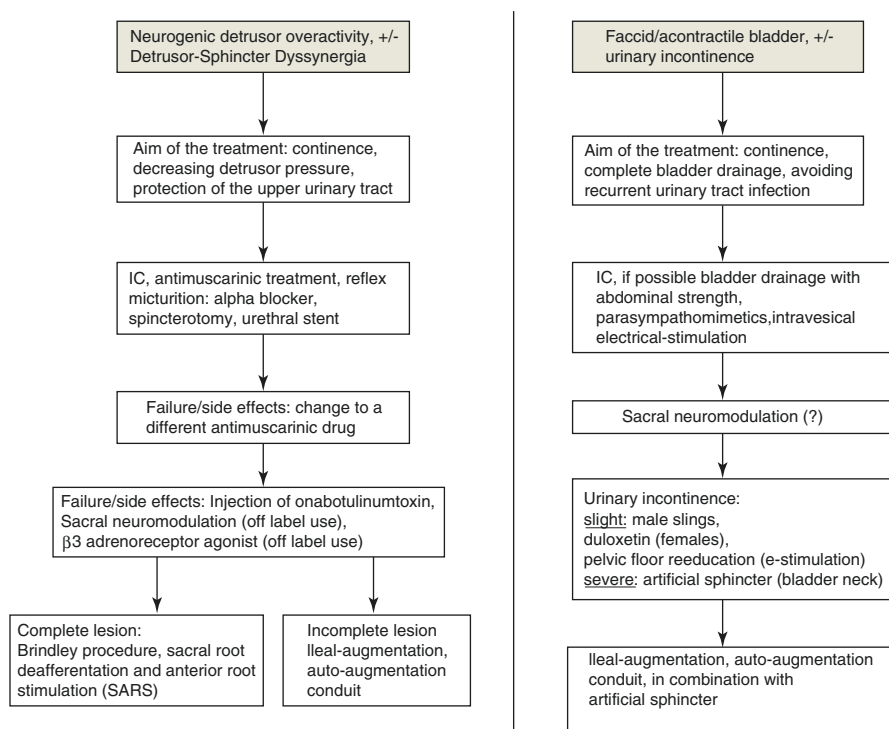 Neurogenic detrusor overactivity, +/-
Detrusor-Sphincter Dyssynergia
Aim of the treatment: continence,
decreasing detrusor pressure,
protection of the upper urinary tract
IC, antimuscarinic treatment, reflex
micturition: alpha blocker,
spincterotomy, urethral stent
Failure/side effects: change to a
different antimuscarinic drug
Failure/side effects: Injection of onabotulinumtoxin,
Sacral neuromodulation (off label use),
β3 adrenoreceptor agonist (off label use)
Complete lesion:
Brindley procedure, sacral root
deafferentation and anterior root
stimulation (SARS)
Incomplete lesion
Ileal-augmentation,
auto-augmentation
conduit
Faccid/acontractile bladder, +/-
urinary incontinence
Aim of the treatment: continence,
complete bladder drainage, avoiding
recurrent urinary tract infection
IC, if possible bladder drainage with
abdominal strength,
parasympathomimetics,intravesical
electrical-stimulation
Sacral neuromodulation (?)
Urinary incontinence:
slight: male slings,
duloxetin (females),
pelvic floor reeducation (e-stimulation)
severe: artificial sphincter (bladder neck)
Ileal-augmentation, auto-augmentation
conduit, in combination with
artificial sphincter